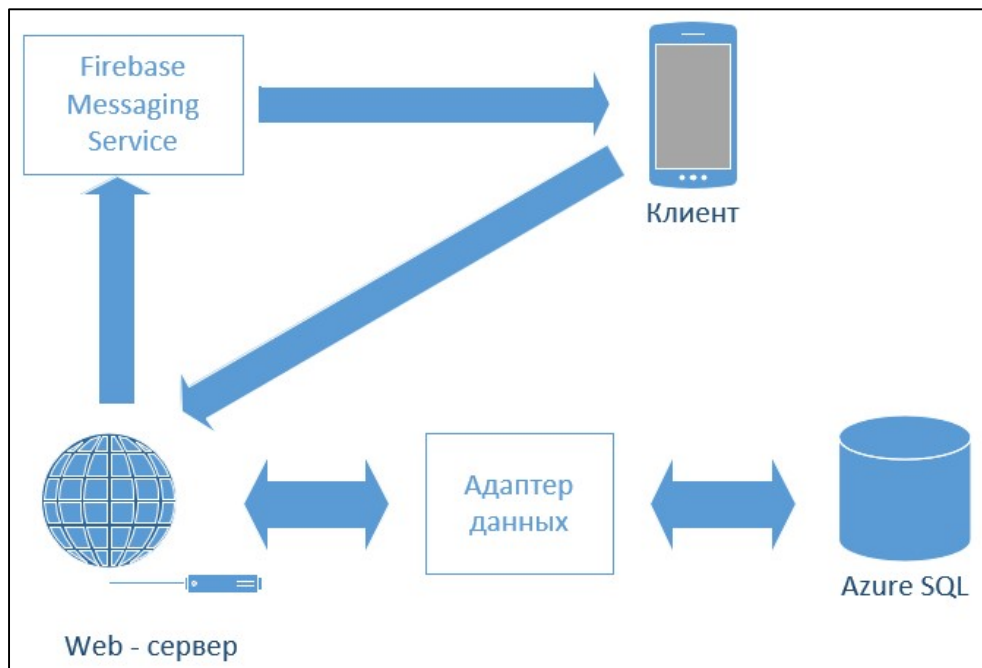 Firebase
Messaging
Service
Клиент
Адаптер
данных
Azure SQL
Web - сервер